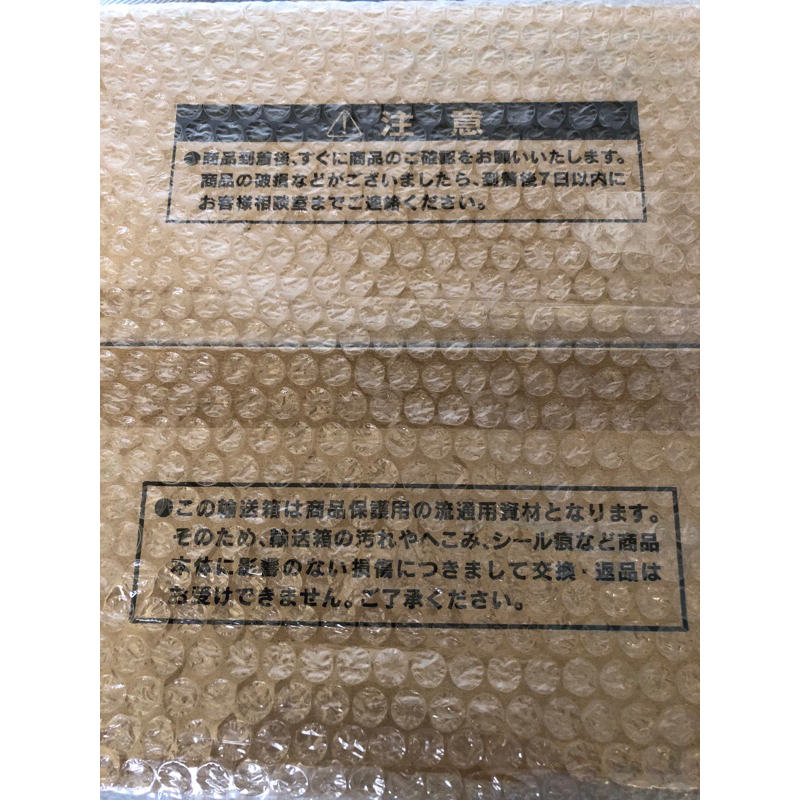 注意
●商品到着後、すぐに商品のご確認をお願いいたします。
商品の破損などがございましたら、到着後7日以内に
お客様相談室までご連絡ください。
●この輸送箱は商品保護用の流通用資材となります。
そのため、輸送箱の汚れやへこみ、シール痕など商品
本体に影響のない損傷につきまして交換・返品は
お受けできません。ご了承ください。